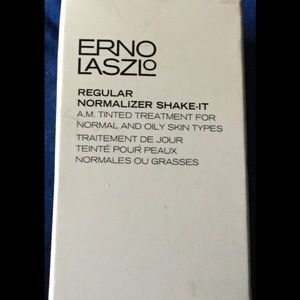 ERNO
LASZLO
REGULAR
NORMALIZER SHAKE-IT
A.M. TINTED TREATMENT FOR
NORMAL AND OILY SKIN TYPES
TRAITEMENT DE JOUR
TEINTÉ POUR PEAUX
NORMALES OU GRASSES